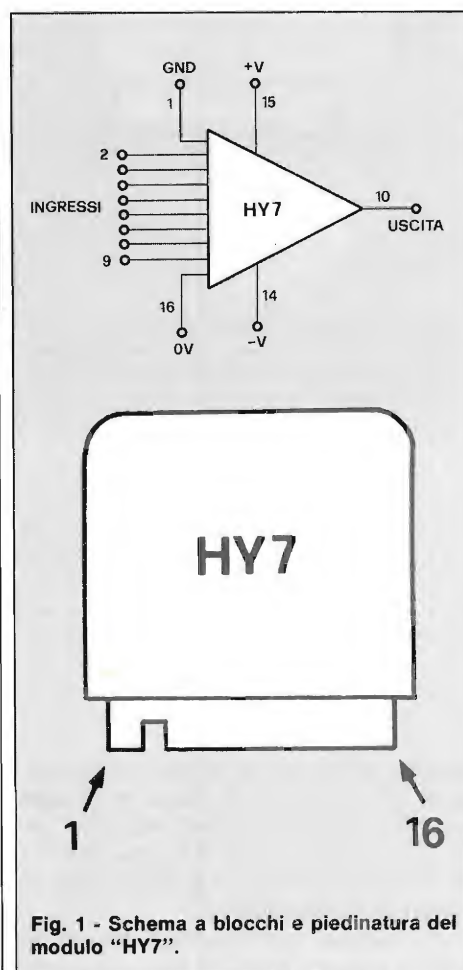 GND
+V
1
15
2
INGRESSI
HY7
10
USCITA
9
16
14
0V
-V
HY7
1
16
Fig. 1 - Schema a blocchi e piedinatura del
modulo “HY7”.